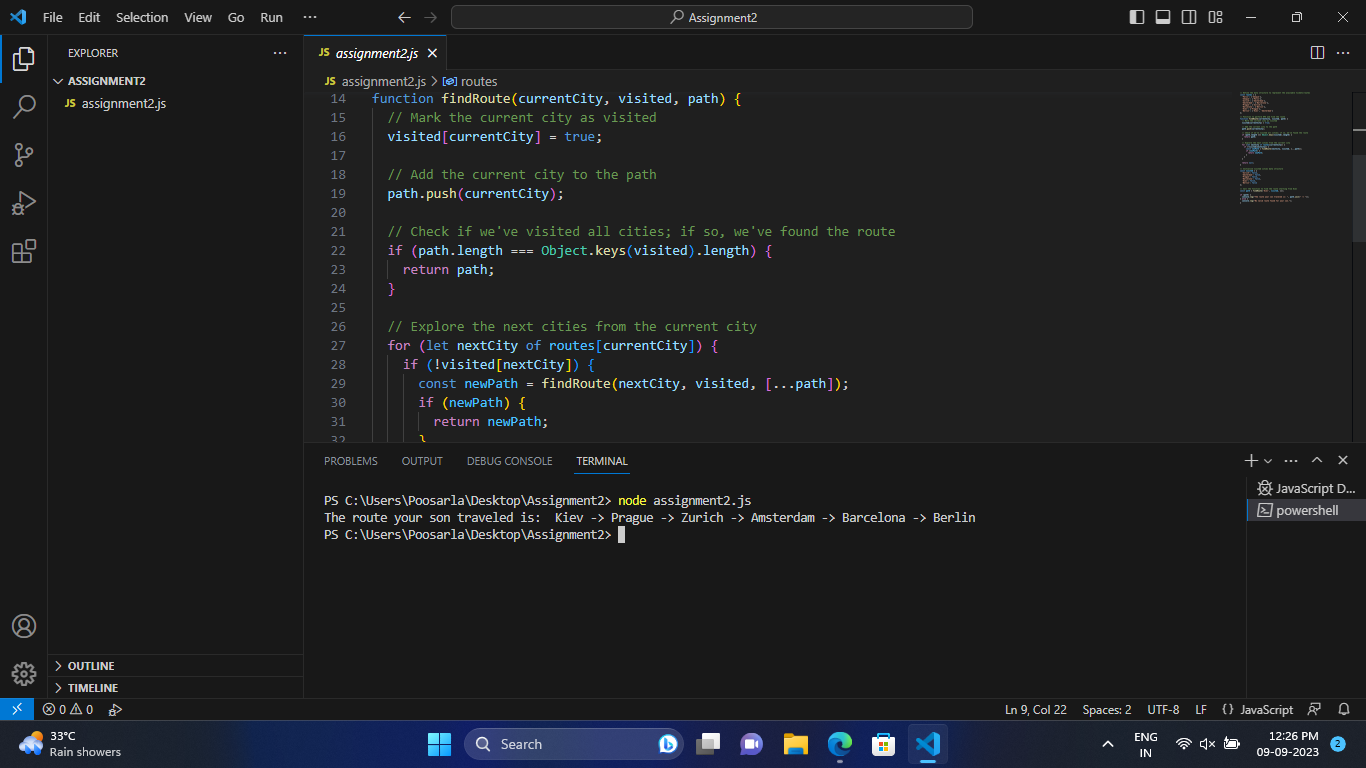 File Edit Selection View Go Run ···
Assignment2
EXPLORER
ASSIGNMENT2
JS assignment2.js
OUTLINE
TIMELINE
JS assignment2.js
JS assignment2.js > routes
14 function findRoute(currentCity, visited, path) {
15 // Mark the current city as visited
16 visited[currentCity] = true;
17
18 // Add the current city to the path
19 path.push(currentCity);
20
21 // Check if we've visited all cities; if so, we've found the route
22 if (path.length === Object.keys(visited).length) {
23 return path;
24 }
25
26 // Explore the next cities from the current city
27 for (let nextCity of routes[currentCity]) {
28 if (!visited[nextCity]) {
29 const newPath = findRoute(nextCity, visited, [...path]);
30 if (newPath) {
31 return newPath;
32 }
PROBLEMS OUTPUT DEBUG CONSOLE TERMINAL
PS C:\Users\Poosarla\Desktop\Assignment2> node assignment2.js
The route your son traveled is:  Kiev -> Prague -> Zurich -> Amsterdam -> Barcelona -> Berlin
PS C:\Users\Poosarla\Desktop\Assignment2>
JavaScript D...
powershell
0 0
Ln 9, Col 22 Spaces: 2 UTF-8 LF {} JavaScript
33°C
Rain showers
Search
ENG
IN
12:26 PM
09-09-2023
2